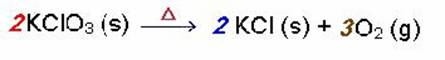 2KClO₃ (s) —Δ→ 2 KCl (s) + 3O₂ (g)